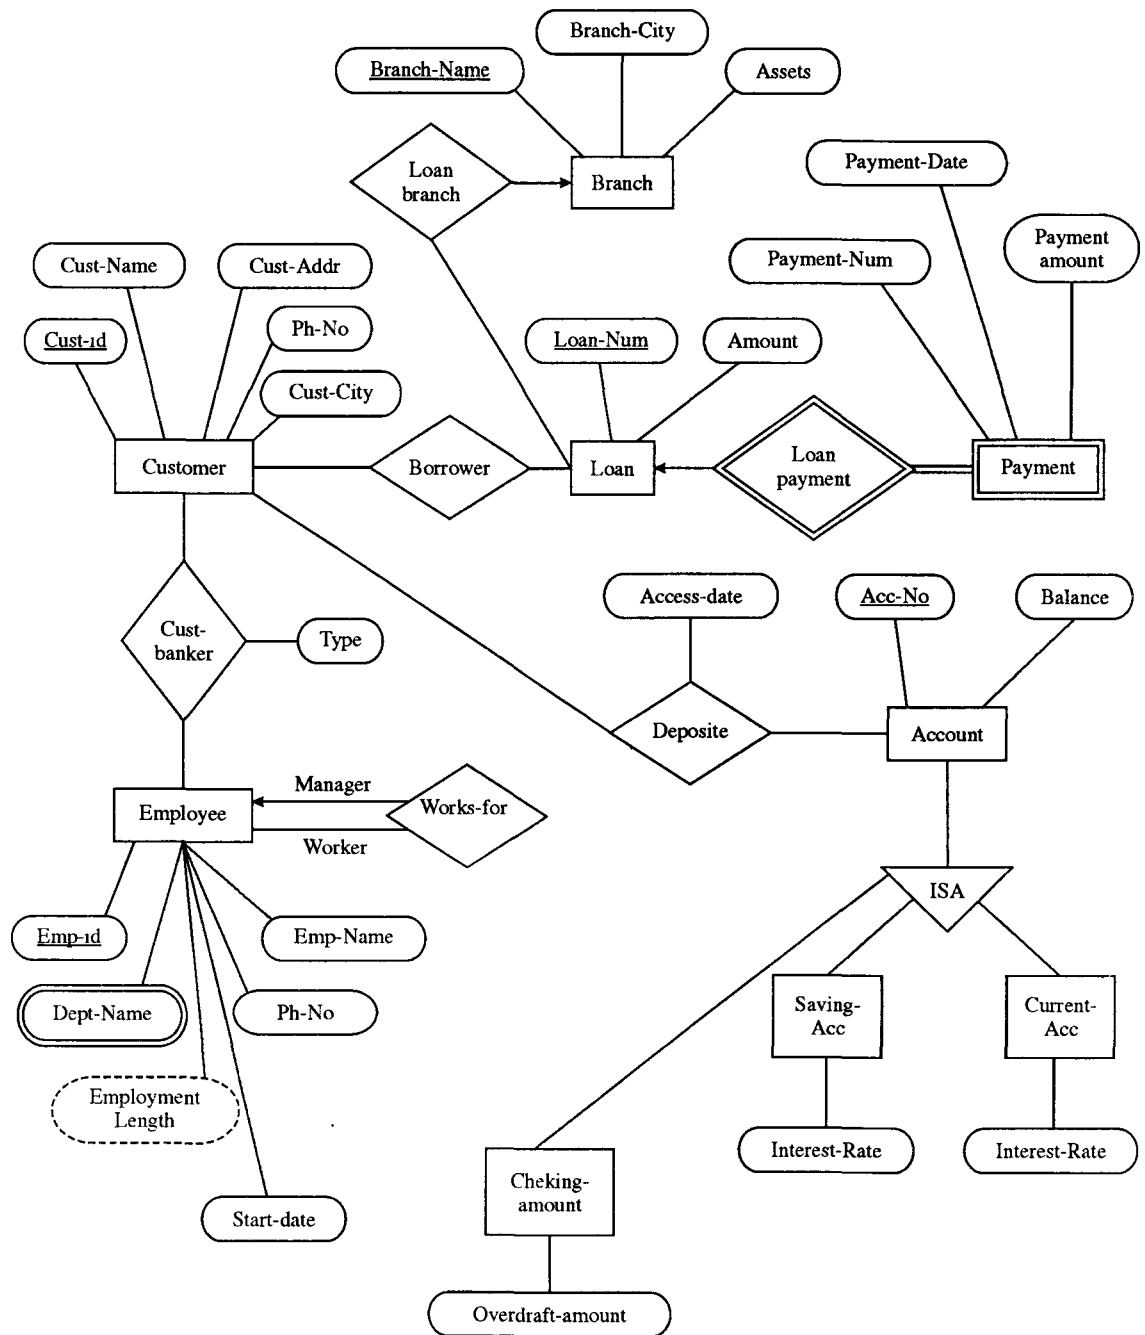 Branch-City
Branch-Name
Assets
Payment-Date
Loan
branch
Branch
Payment
amount
Cust-Name
Cust-Addr
Payment-Num
Cust-id
Ph-No
Loan-Num
Amount
Cust-City
Customer
Borrower
Loan
Loan
payment
Payment
Access-date
Acc-No
Balance
Cust-
banker
Type
Deposite
Account
Manager
Employee
Works-for
Worker
ISA
Emp-id
Emp-Name
Dept-Name
Ph-No
Saving-
Acc
Current-
Acc
Employment
Length
Interest-Rate
Interest-Rate
Cheking-
amount
Start-date
Overdraft-amount